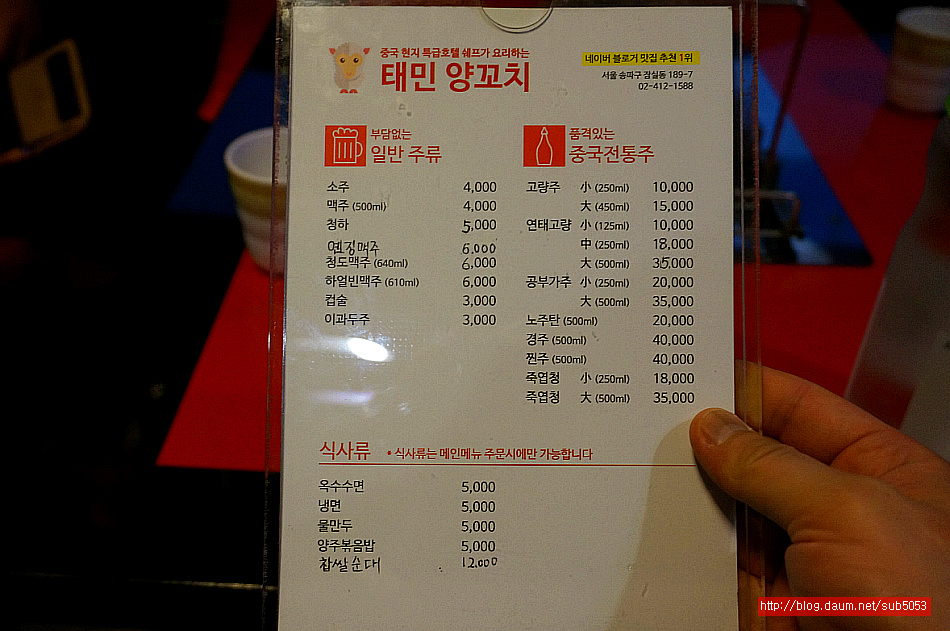 중국 현지 특급호텔 쉐프가 요리하는
태민 양꼬치
네이버 블로거 맛집 추천 1위
서울 송파구 잠실동 189-7
02-412-1588
부담없는
일반 주류
소주 4,000
맥주 (500ml) 4,000
청하 5,000
옌징맥주 6.000
청도맥주 (640ml) 6,000
하얼빈맥주 (610ml) 6,000
컵술 3,000
이과두주 3,000
품격있는
중국전통주
고량주 小 (250ml) 10,000
大 (450ml) 15,000
연태고량 小 (125ml) 10,000
中 (250ml) 18,000
大 (500ml) 35,000
공부가주 小 (250ml) 20,000
大 (500ml) 35,000
노주탄 (500ml) 20,000
경주 (500ml) 40,000
찐주 (500ml) 40,000
죽엽청 小 (250ml) 18,000
죽엽청 大 (500ml) 35,000
식사류 • 식사류는 메인메뉴 주문시에만 가능합니다
옥수수면 5,000
냉면 5,000
물만두 5,000
양주볶음밥 5,000
찹쌀순대 12.000
http://blog.daum.net/sub5053